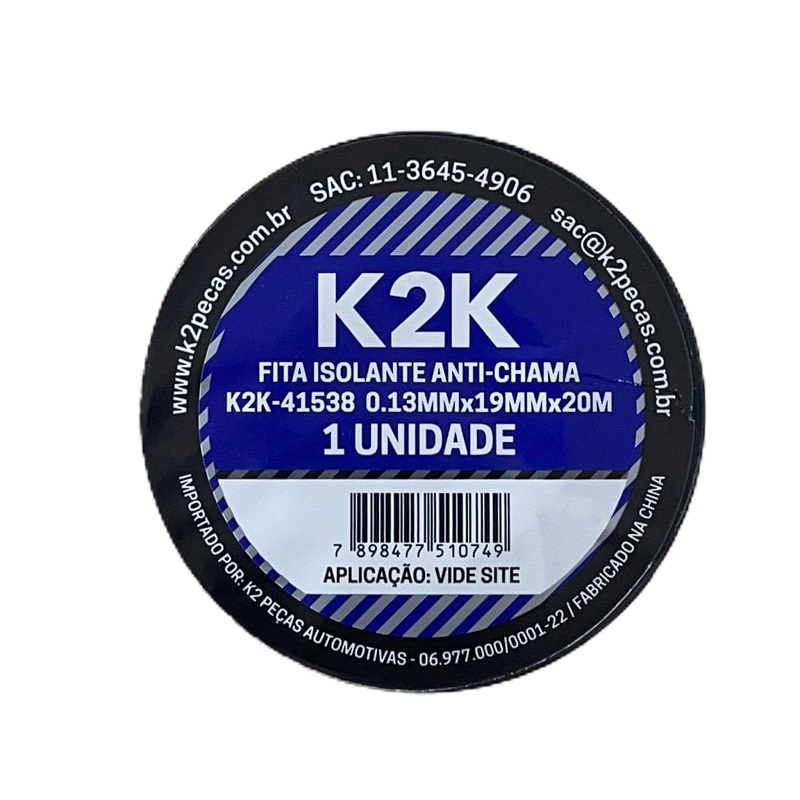 www.k2pecas.com.br
SAC: 11-3645-4906
sac@k2pecas.com.br
K2K
FITA ISOLANTE ANTI-CHAMA
K2K-41538 0.13MMx19MMx20M
1 UNIDADE
7 898477 510749
APLICAÇÃO: VIDE SITE
IMPORTADO POR: K2 PEÇAS AUTOMOTIVAS - 06.977.000/0001-22 / FABRICADO NA CHINA